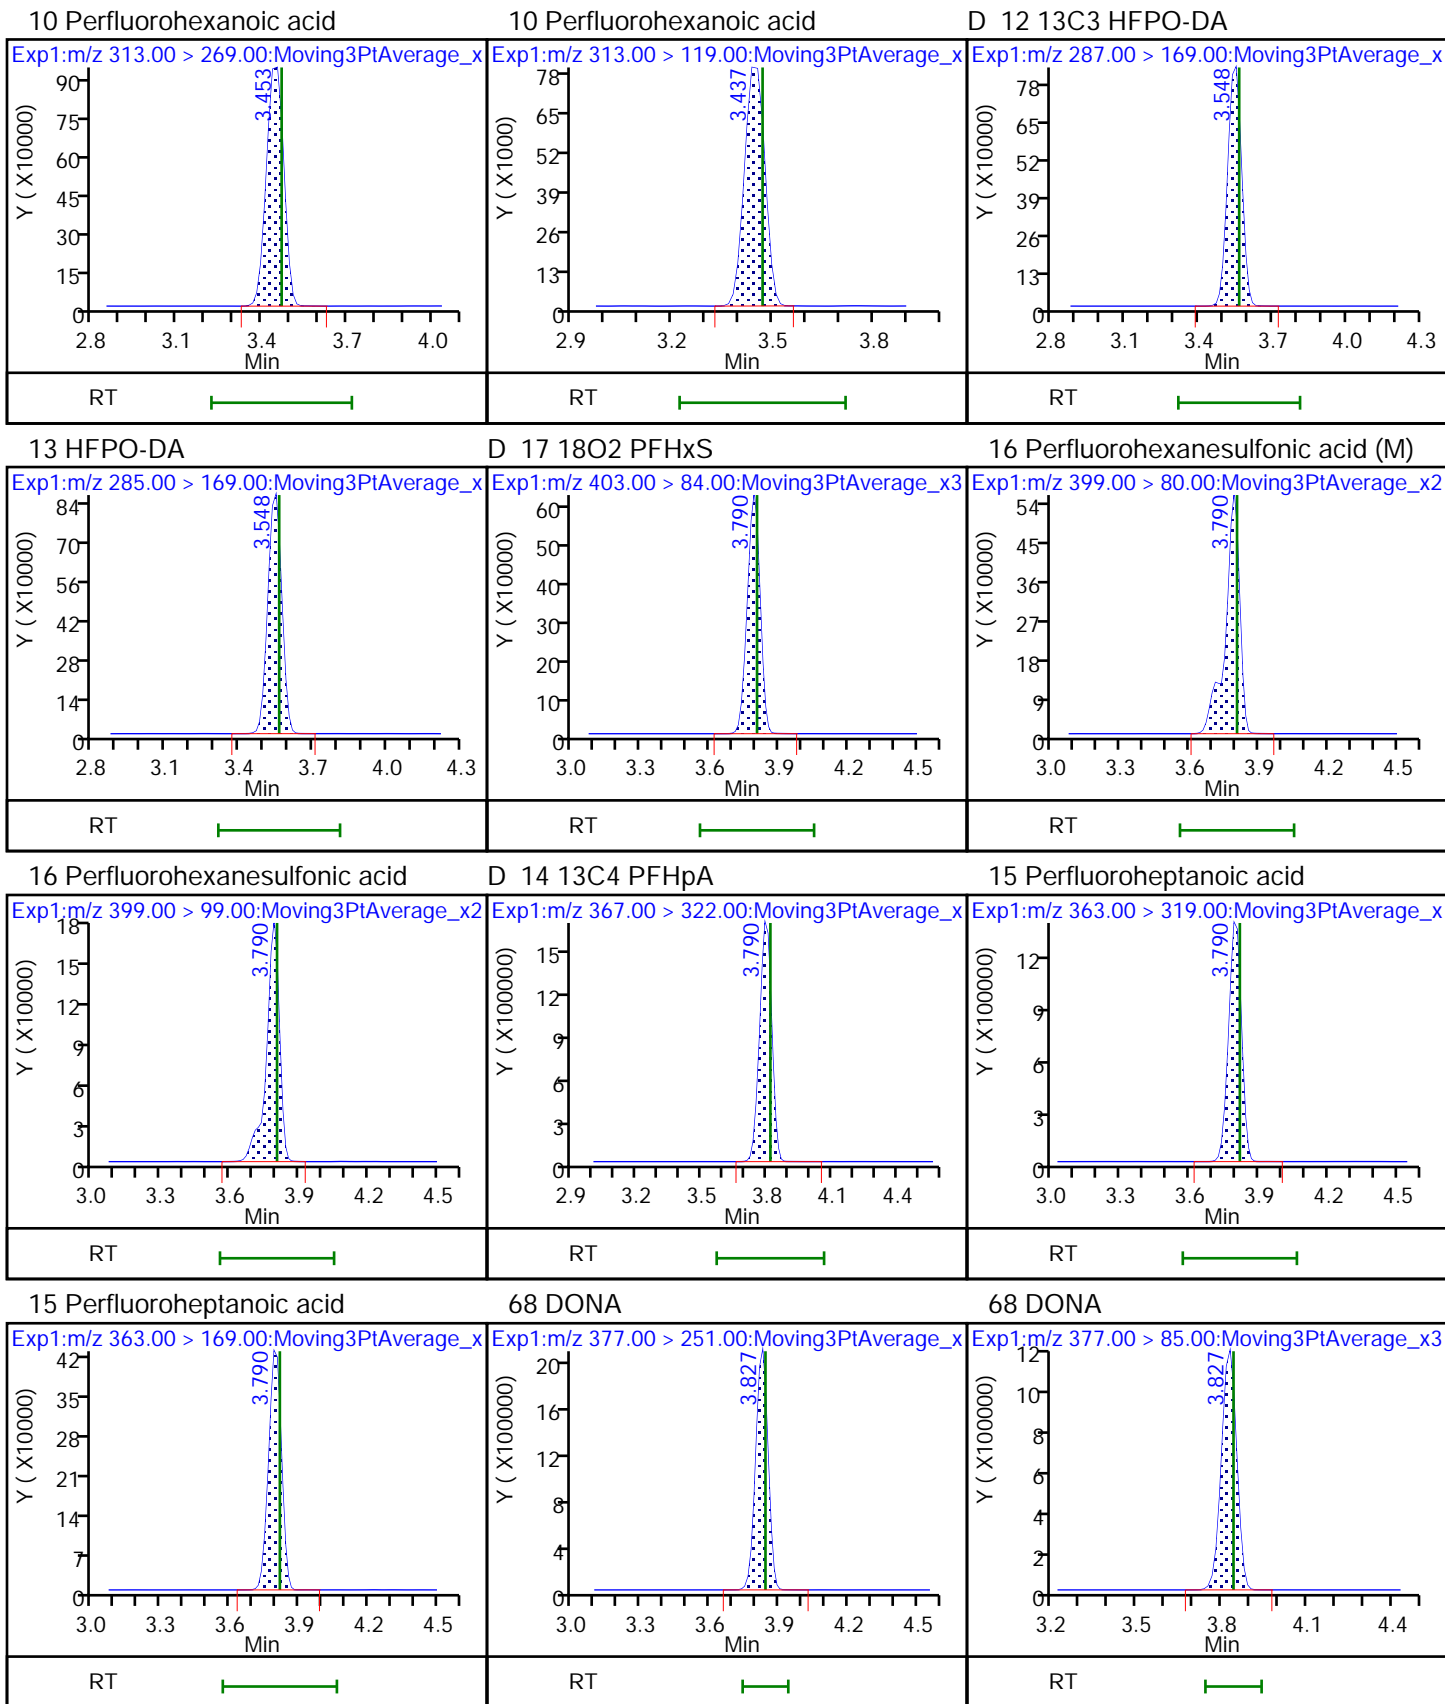 10 Perfluorohexanoic acid
Exp1:m/z 313.00 > 269.00:Moving3PtAverage_x
3.453
Y ( X10000)
90
75
60
45
30
15
0
2.8 3.1 3.4 3.7 4.0
Min
RT
10 Perfluorohexanoic acid
Exp1:m/z 313.00 > 119.00:Moving3PtAverage_x
3.437
Y ( X1000)
78
65
52
39
26
13
0
2.9 3.2 3.5 3.8
Min
RT
D 12 13C3 HFPO-DA
Exp1:m/z 287.00 > 169.00:Moving3PtAverage_x
3.548
Y ( X10000)
78
65
52
39
26
13
0
2.8 3.1 3.4 3.7 4.0 4.3
Min
RT
13 HFPO-DA
Exp1:m/z 285.00 > 169.00:Moving3PtAverage_x
3.548
Y ( X10000)
84
70
56
42
28
14
0
2.8 3.1 3.4 3.7 4.0 4.3
Min
RT
D 17 18O2 PFHxS
Exp1:m/z 403.00 > 84.00:Moving3PtAverage_x3
3.790
Y ( X10000)
60
50
40
30
20
10
0
3.0 3.3 3.6 3.9 4.2 4.5
Min
RT
16 Perfluorohexanesulfonic acid (M)
Exp1:m/z 399.00 > 80.00:Moving3PtAverage_x2
3.790
Y ( X10000)
54
45
36
27
18
9
0
3.0 3.3 3.6 3.9 4.2 4.5
Min
RT
16 Perfluorohexanesulfonic acid
Exp1:m/z 399.00 > 99.00:Moving3PtAverage_x2
3.790
Y ( X10000)
18
15
12
9
6
3
0
3.0 3.3 3.6 3.9 4.2 4.5
Min
RT
D 14 13C4 PFHpA
Exp1:m/z 367.00 > 322.00:Moving3PtAverage_x
3.790
Y ( X100000)
15
12
9
6
3
0
2.9 3.2 3.5 3.8 4.1 4.4
Min
RT
15 Perfluoroheptanoic acid
Exp1:m/z 363.00 > 319.00:Moving3PtAverage_x
3.790
Y ( X100000)
12
9
6
3
0
3.0 3.3 3.6 3.9 4.2 4.5
Min
RT
15 Perfluoroheptanoic acid
Exp1:m/z 363.00 > 169.00:Moving3PtAverage_x
3.790
Y ( X10000)
42
35
28
21
14
7
0
3.0 3.3 3.6 3.9 4.2 4.5
Min
RT
68 DONA
Exp1:m/z 377.00 > 251.00:Moving3PtAverage_x
3.827
Y ( X100000)
20
16
12
8
4
0
3.0 3.3 3.6 3.9 4.2 4.5
Min
RT
68 DONA
Exp1:m/z 377.00 > 85.00:Moving3PtAverage_x3
3.827
Y ( X100000)
12
10
8
6
4
2
0
3.2 3.5 3.8 4.1 4.4
Min
RT